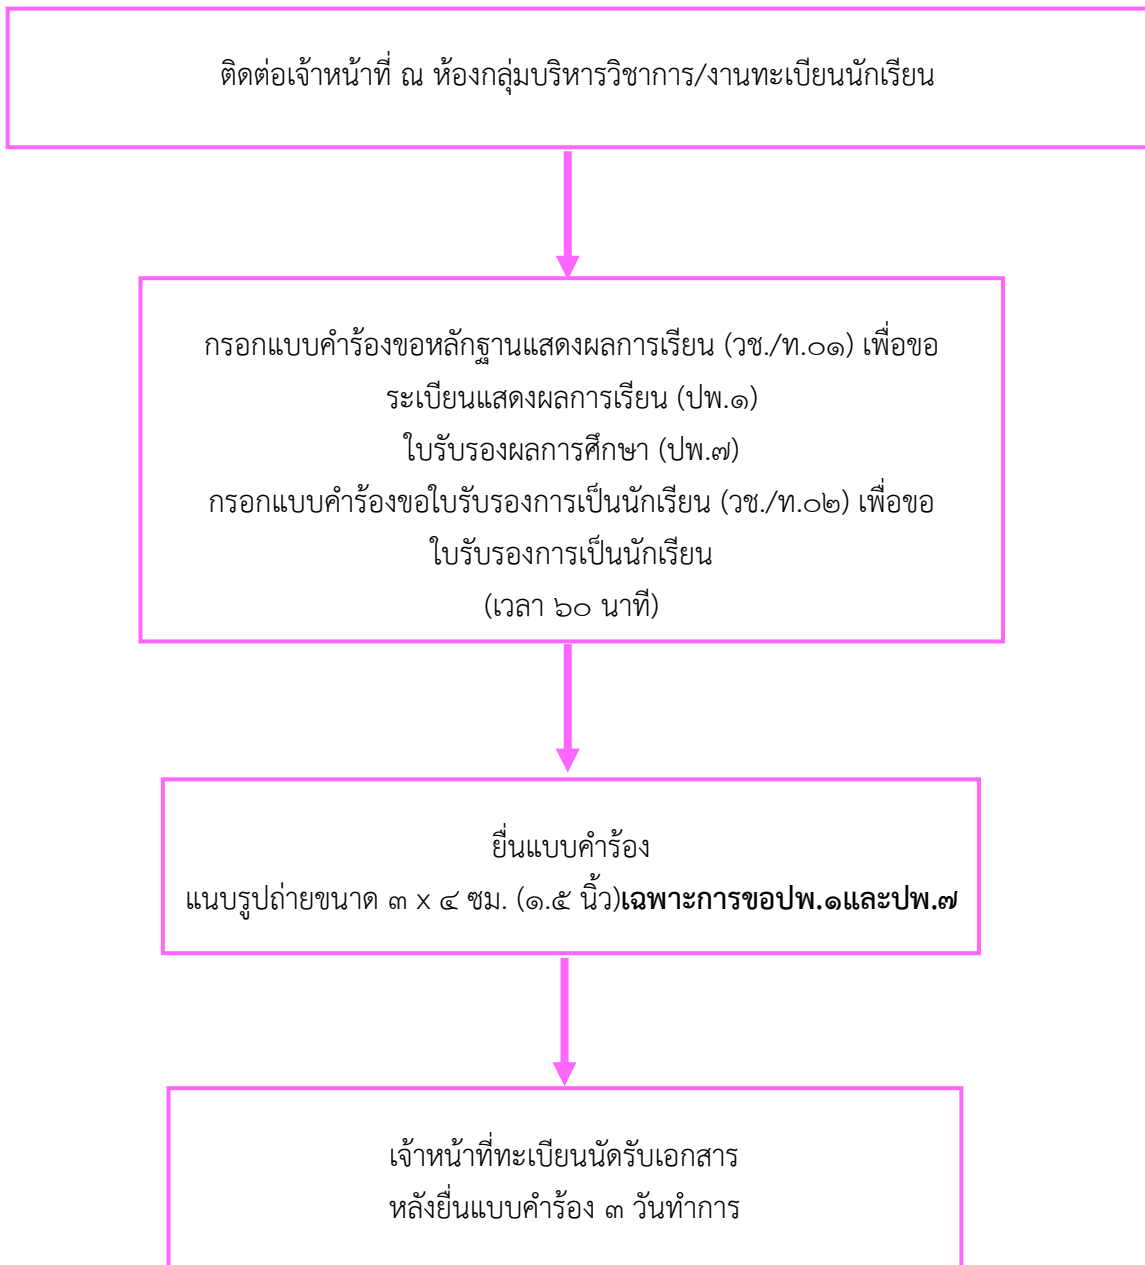 ติดต่อเจ้าหน้าที่ ณ ห้องกลุ่มบริหารวิชาการ/งานทะเบียนนักเรียน
กรอกแบบคำร้องขอหลักฐานแสดงผลการเรียน (วช./ท.๐๑) เพื่อขอ
ระเบียนแสดงผลการเรียน (ปพ.๑)
ใบรับรองผลการศึกษา (ปพ.๗)
กรอกแบบคำร้องขอใบรับรองการเป็นนักเรียน (วช./ท.๐๒) เพื่อขอ
ใบรับรองการเป็นนักเรียน
(เวลา ๖๐ นาที)
ยื่นแบบคำร้อง
แนบรูปถ่ายขนาด ๓ x ๔ ซม. (๑.๕ นิ้ว)เฉพาะการขอปพ.๑และปพ.๗
เจ้าหน้าที่ทะเบียนนัดรับเอกสาร
หลังยื่นแบบคำร้อง ๓ วันทำการ